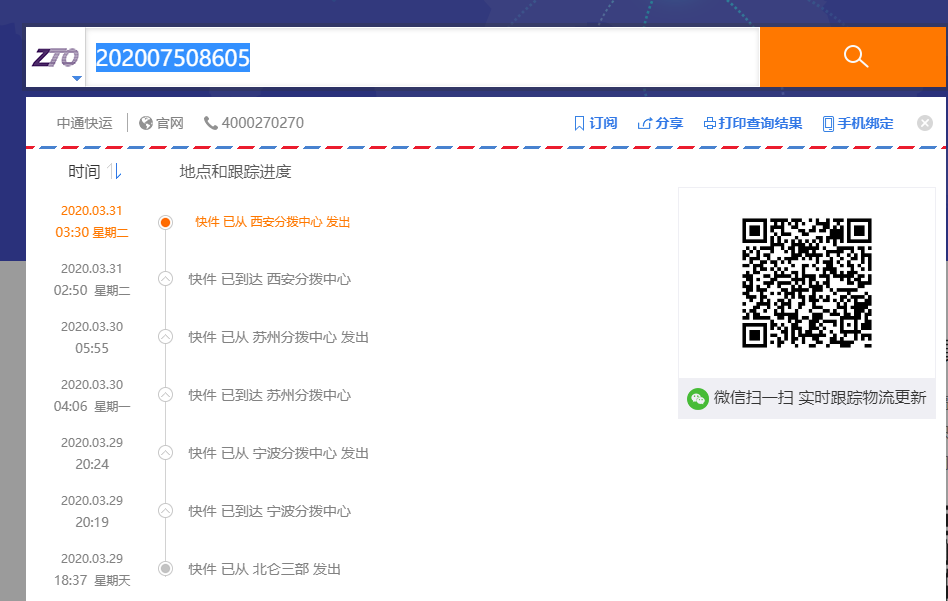 ZTO
202007508605
中通快运 官网 4000270270 订阅 分享 打印查询结果 手机绑定
时间 地点和跟踪进度
2020.03.31
03:30 星期二 快件 已从 西安分拨中心 发出
2020.03.31
02:50 星期二 快件 已到达 西安分拨中心
2020.03.30
05:55 快件 已从 苏州分拨中心 发出
2020.03.30
04:06 星期一 快件 已到达 苏州分拨中心
2020.03.29
20:24 快件 已从 宁波分拨中心 发出
2020.03.29
20:19 快件 已到达 宁波分拨中心
2020.03.29
18:37 星期天 快件 已从 北仑三部 发出
微信扫一扫 实时跟踪物流更新